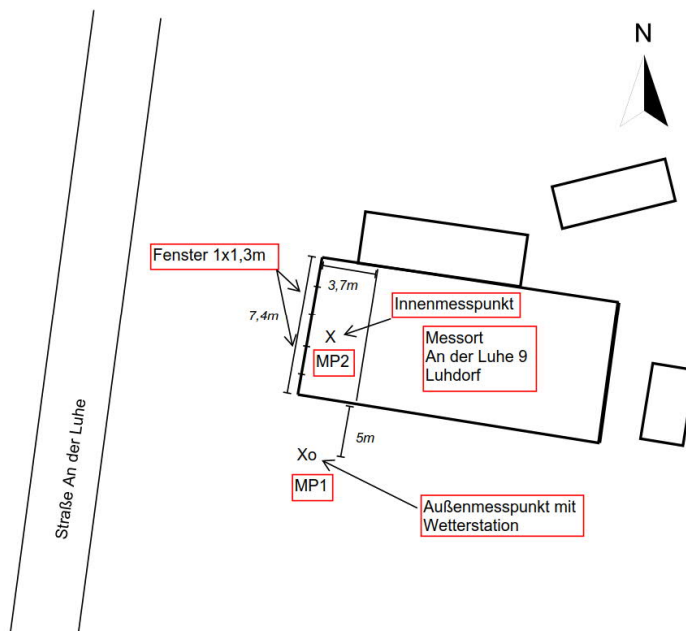 N
Fenster 1x1,3m
3,7m
Innenmesspunkt
7,4m
X
MP2
Messort
An der Luhe 9
Luhdorf
5m
Xo
MP1
Außenmesspunkt mit
Wetterstation
Straße An der Luhe